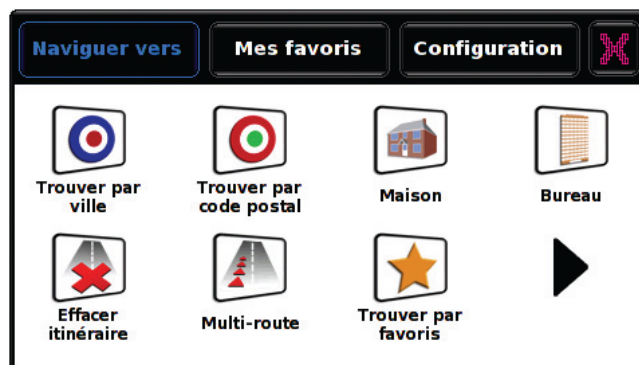 Naviguer vers
Mes favoris
Configuration
Trouver par
ville
Trouver par
code postal
Maison
Bureau
Effacer
itinéraire
Multi-route
Trouver par
favoris